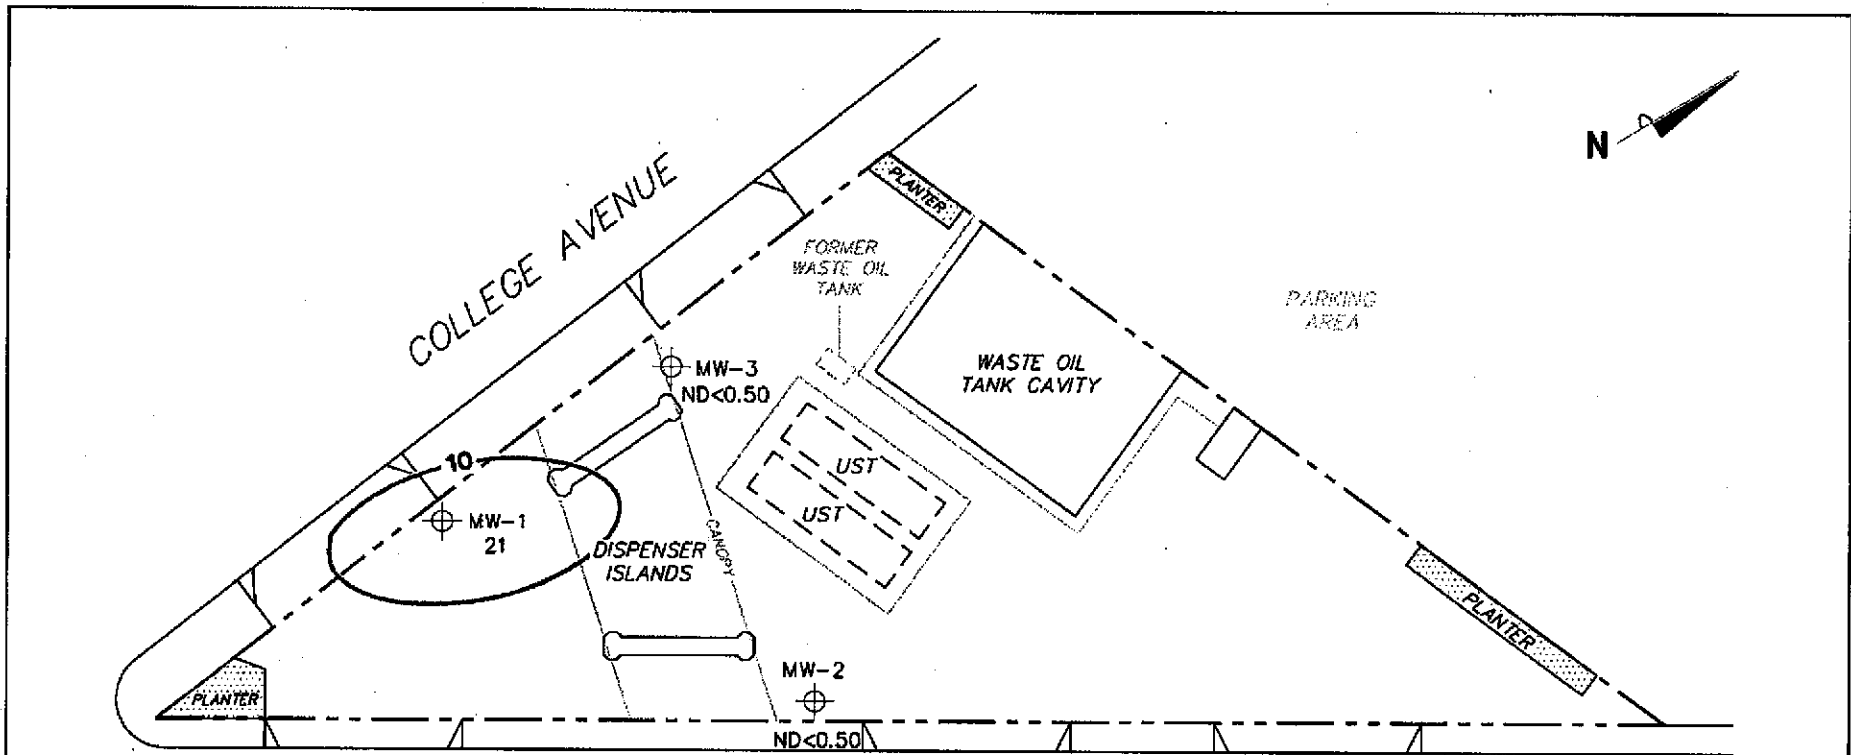 COLLEGE AVENUE
N
PLANTER
FORMER
WASTE OIL
TANK
PARKING
AREA
WASTE OIL
TANK CAVITY
MW-3
ND<0.50
UST
UST
10
MW-1
21
CANOPY
DISPENSER
ISLANDS
PLANTER
MW-2
PLANTER
ND<0.50